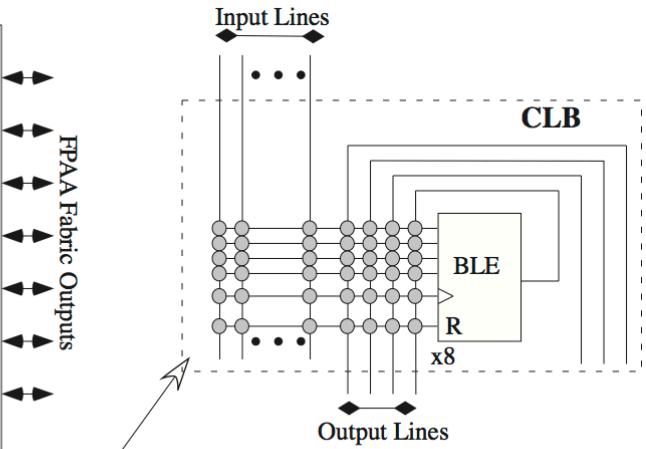 Input Lines
CLB
FPAA Fabric Outputs
BLE
R
x8
Output Lines